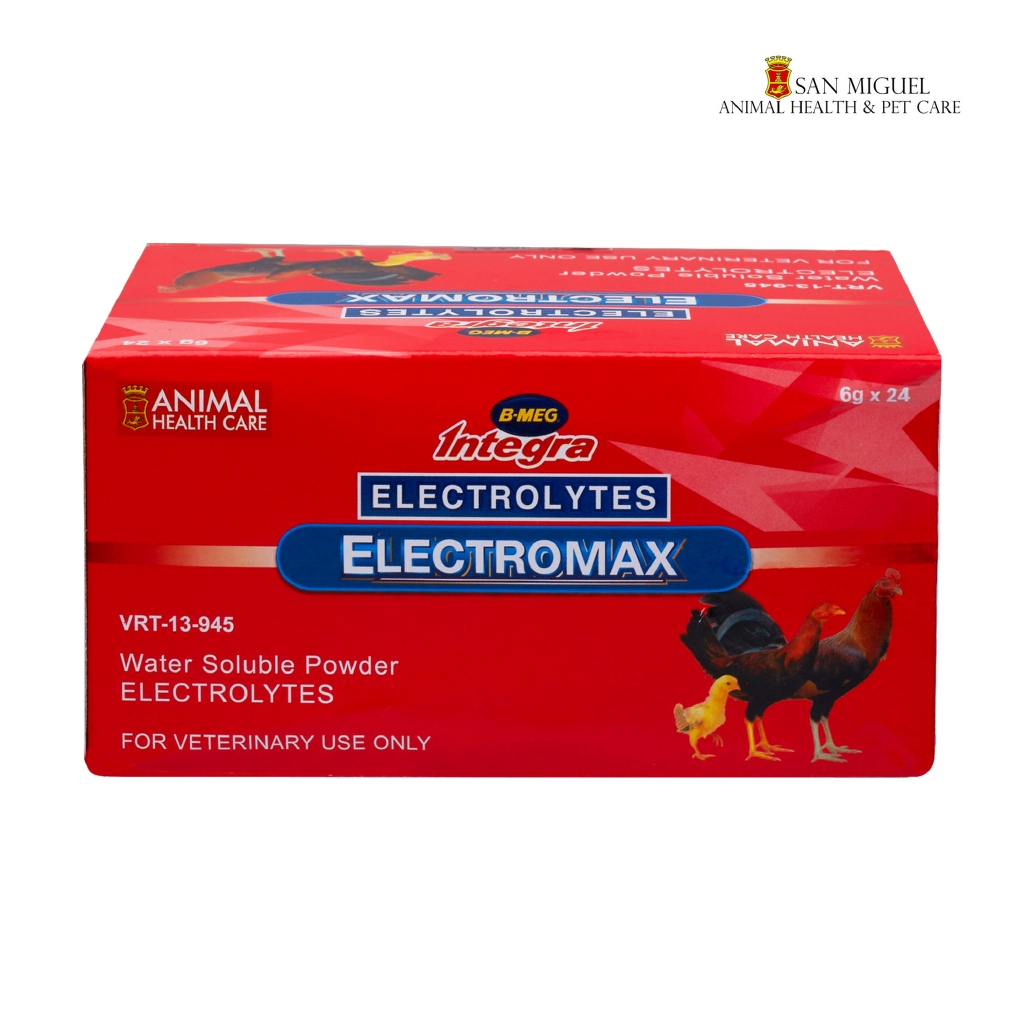 SAN MIGUEL
ANIMAL HEALTH & PET CARE
FOR VETERINARY USE ONLY
Water Soluble Powder
ELECTROLYTES
VRT-13-945
ELECTROMAX
ELECTROLYTES
B-MEG
Integra
6g x 24
ANIMAL
HEALTH CARE
ANIMAL
HEALTH CARE
6g x 24
B-MEG
Integra
ELECTROLYTES
ELECTROMAX
VRT-13-945
Water Soluble Powder
ELECTROLYTES
FOR VETERINARY USE ONLY